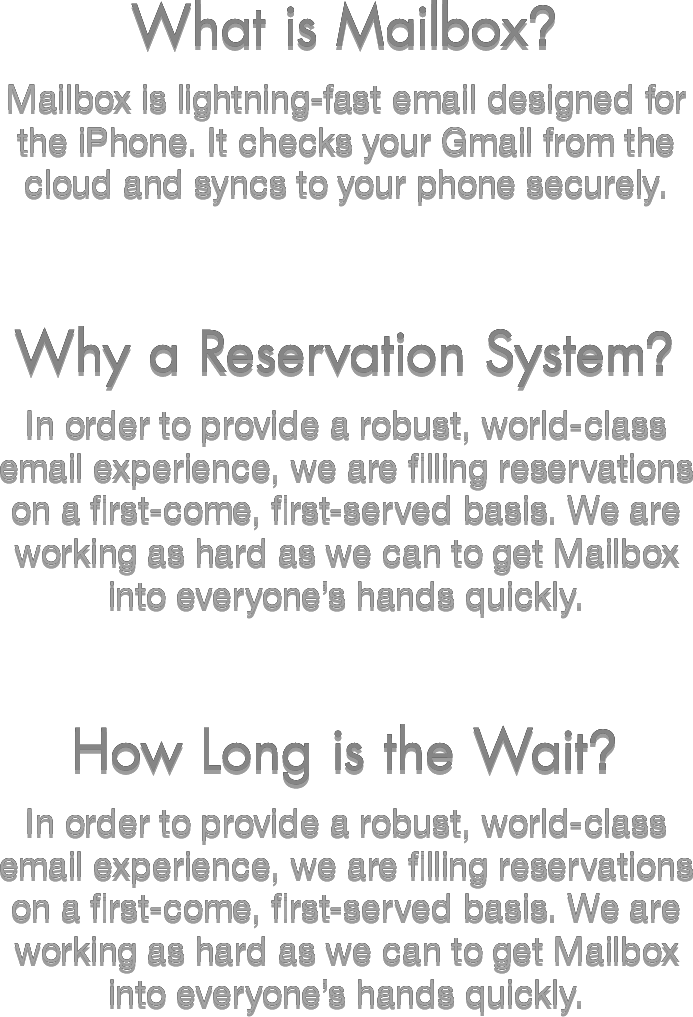 What is Mailbox?
Mailbox is lightning-fast email designed for
the iPhone. It checks your Gmail from the
cloud and syncs to your phone securely.
Why a Reservation System?
In order to provide a robust, world-class
email experience, we are filling reservations
on a first-come, first-served basis. We are
working as hard as we can to get Mailbox
into everyone's hands quickly.
How Long is the Wait?
In order to provide a robust, world-class
email experience, we are filling reservations
on a first-come, first-served basis. We are
working as hard as we can to get Mailbox
into everyone's hands quickly.